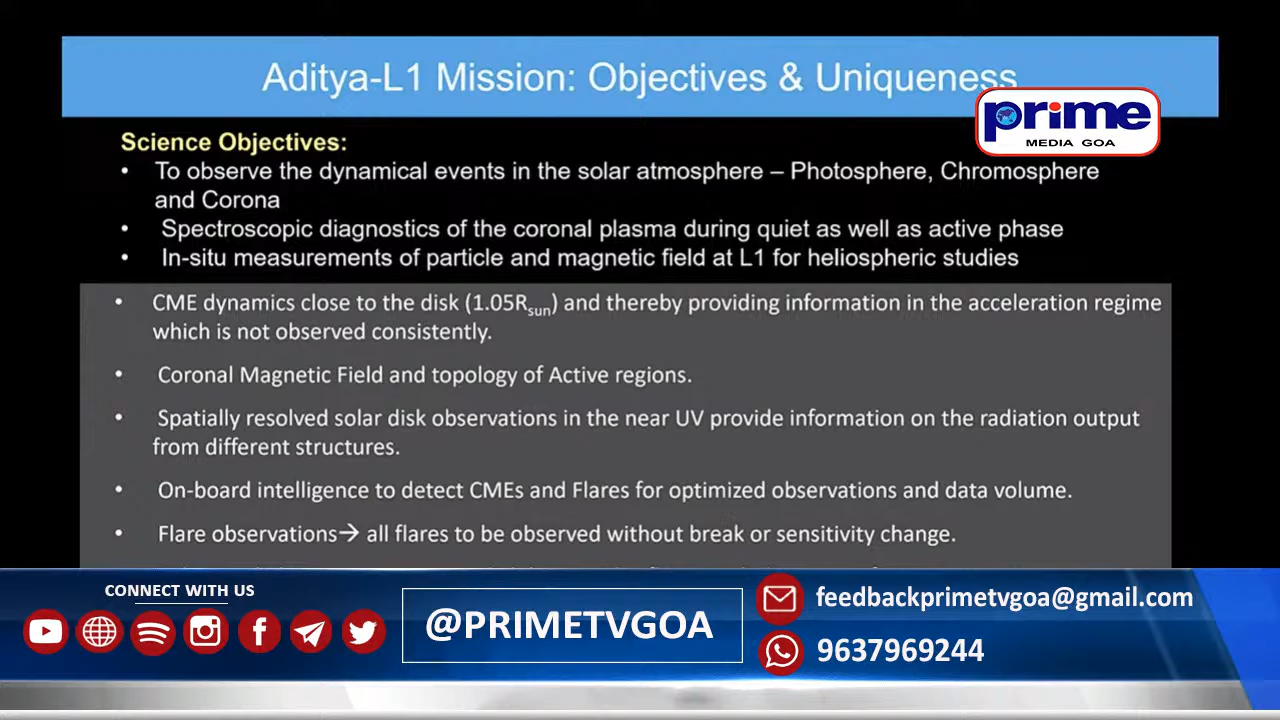 Aditya-L1 Mission: Objectives & Uniqueness
prime
MEDIA GOA
Science Objectives:
• To observe the dynamical events in the solar atmosphere – Photosphere, Chromosphere
and Corona
• Spectroscopic diagnostics of the coronal plasma during quiet as well as active phase
• In-situ measurements of particle and magnetic field at L1 for heliospheric studies
• CME dynamics close to the disk (1.05Rsun) and thereby providing information in the acceleration regime
which is not observed consistently.
• Coronal Magnetic Field and topology of Active regions.
• Spatially resolved solar disk observations in the near UV provide information on the radiation output
from different structures.
• On-board intelligence to detect CMEs and Flares for optimized observations and data volume.
• Flare observations→ all flares to be observed without break or sensitivity change.
CONNECT WITH US
@PRIMETVGOA
feedbackprimetvgoa@gmail.com
9637969244